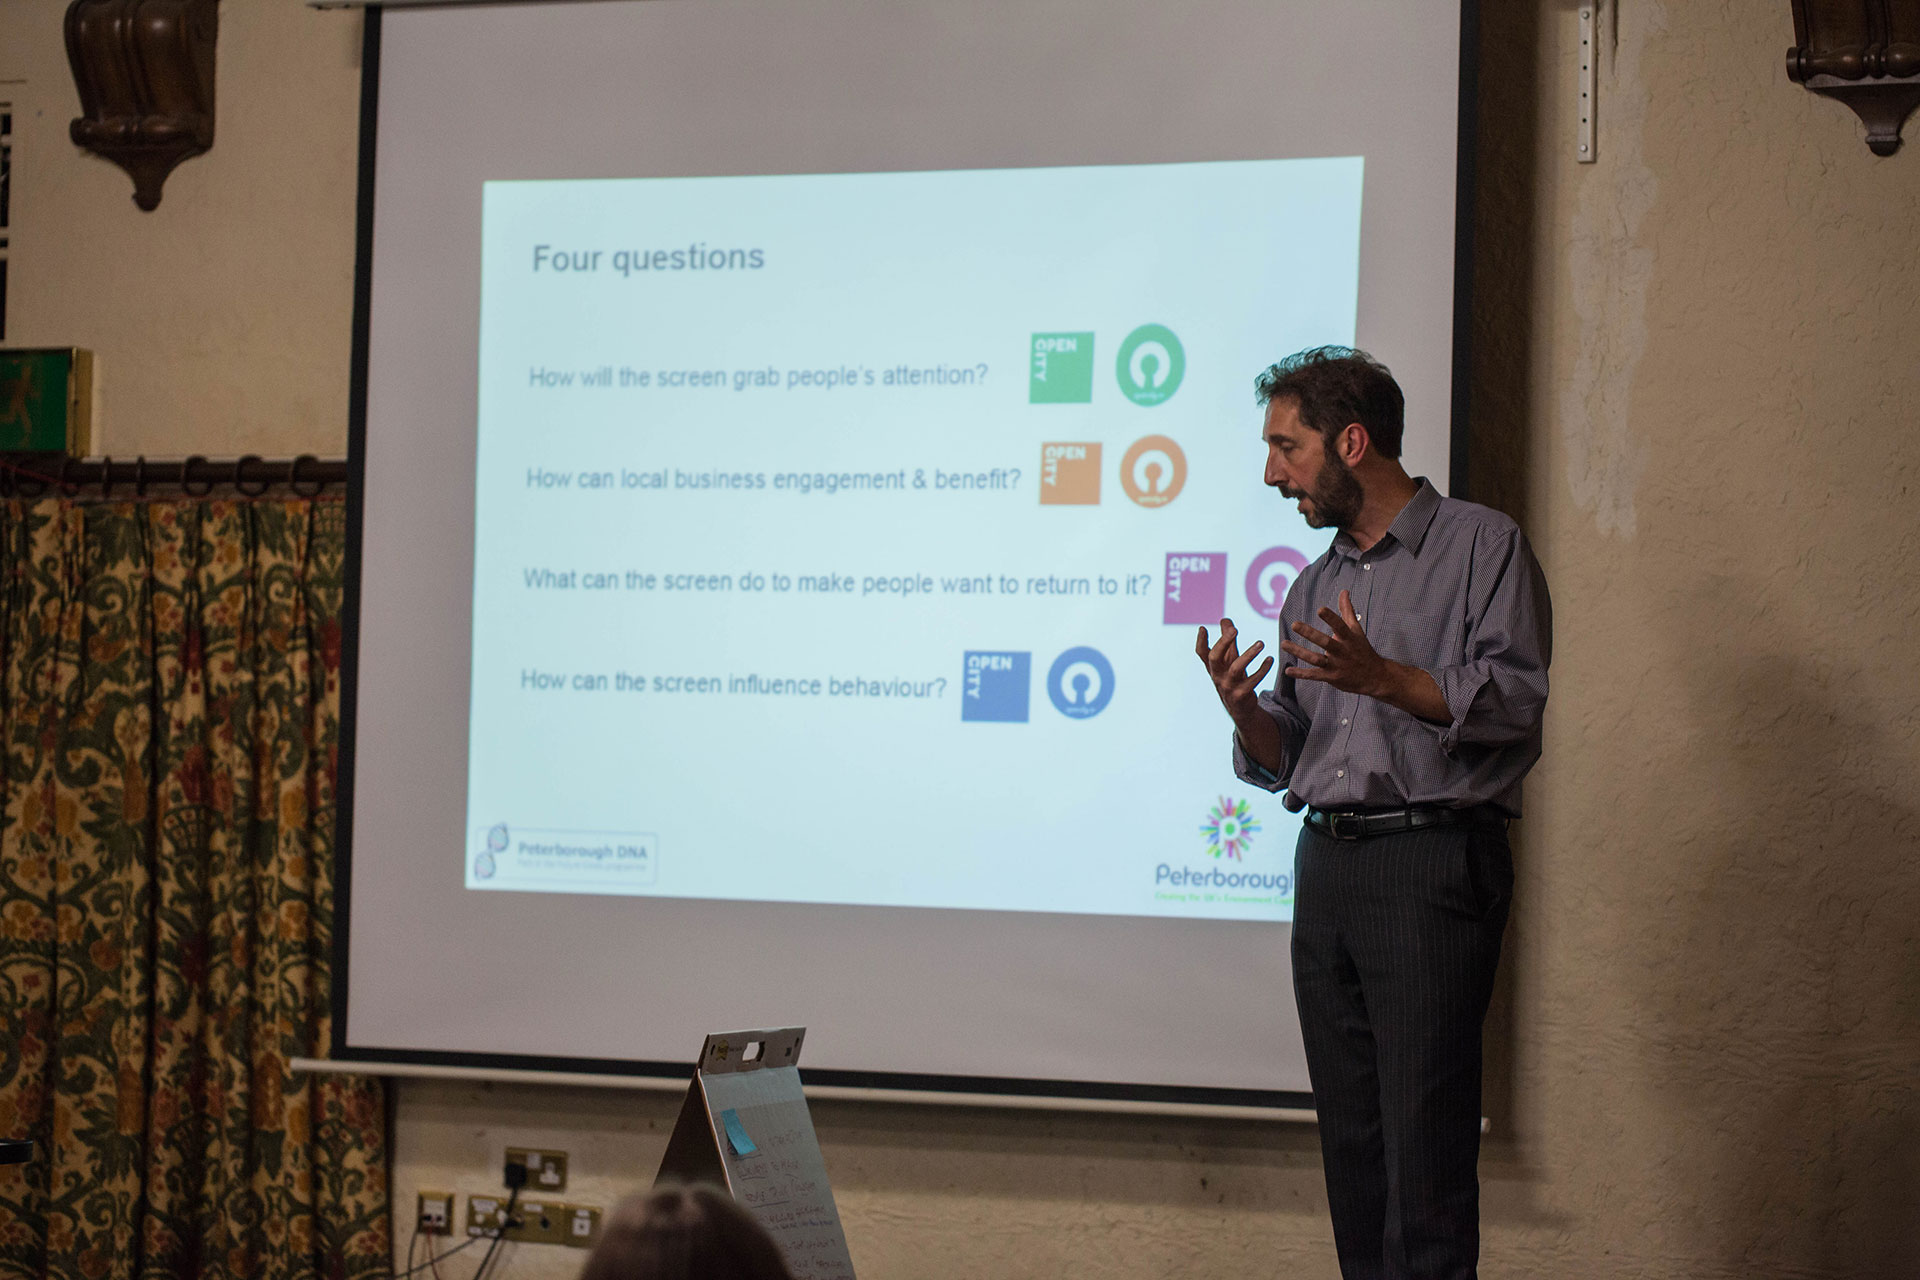 Four questions
How will the screen grab people's attention?
OPEN
CITY
How can local business engagement & benefit?
OPEN
CITY
What can the screen do to make people want to return to it?
OPEN
CITY
How can the screen influence behaviour?
OPEN
CITY
Peterborough DNA
Peterboroug